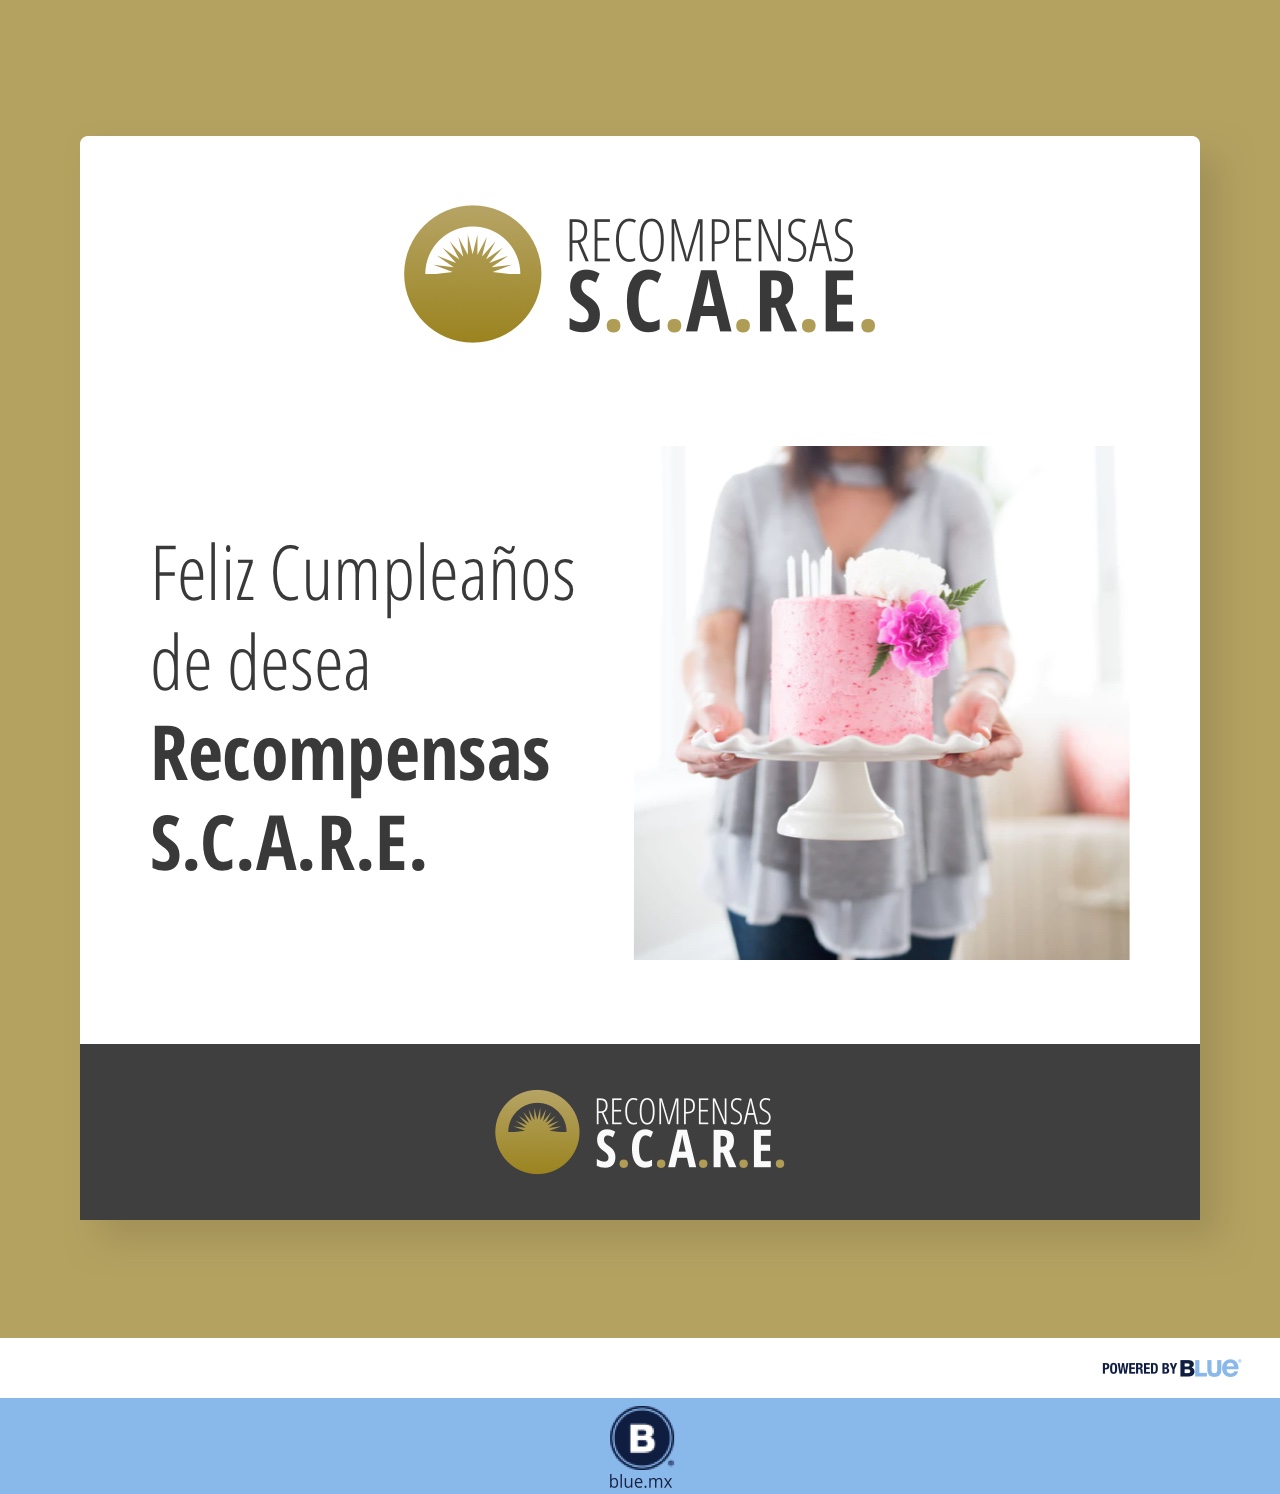 RECOMPENSAS
S.C.A.R.E.
Feliz Cumpleaños
de desea
Recompensas
S.C.A.R.E.
RECOMPENSAS
S.C.A.R.E.
POWERED BY BLUE®
B®
blue.mx